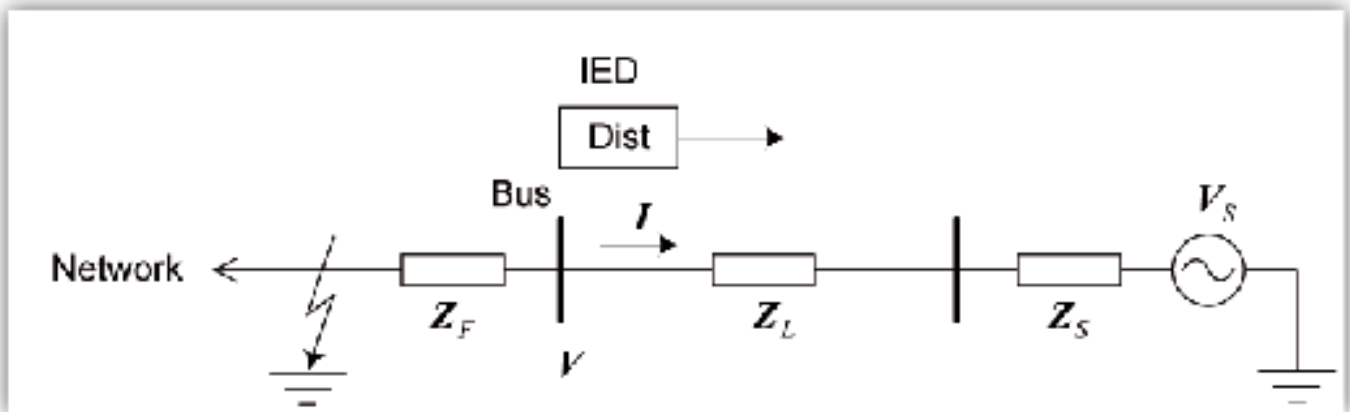 IED
Dist
Bus
I
V_S
Network
Z_F
Z_L
Z_S
V